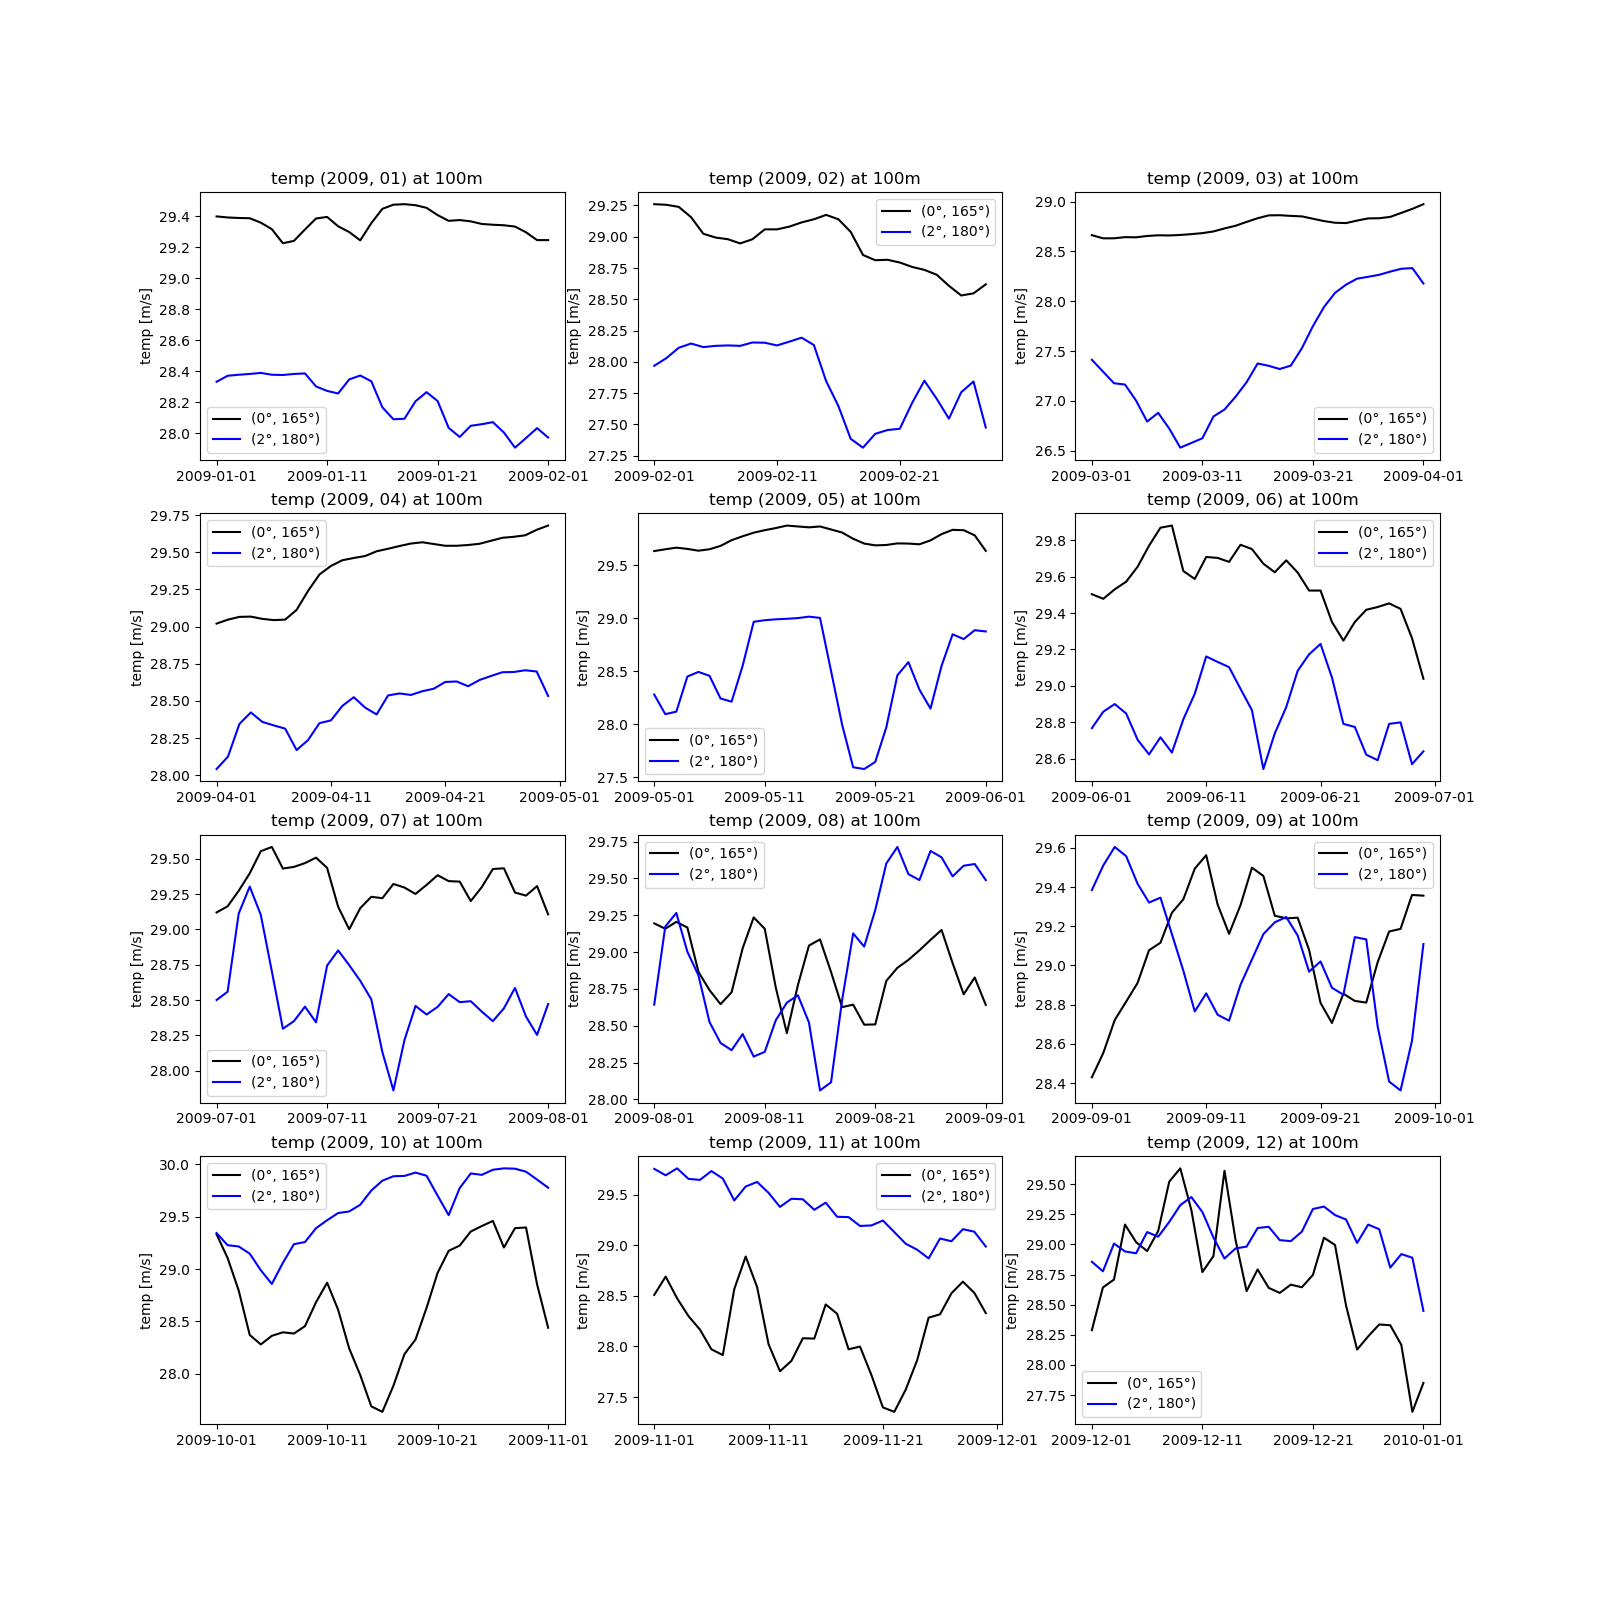 temp (2009, 01) at 100m
temp [m/s]
29.4
29.2
29.0
28.8
28.6
28.4
28.2
28.0
(0°, 165°)
(2°, 180°)
2009-01-01 2009-01-11 2009-01-21 2009-02-01
temp (2009, 02) at 100m
temp [m/s]
29.25
29.00
28.75
28.50
28.25
28.00
27.75
27.50
27.25
(0°, 165°)
(2°, 180°)
2009-02-01 2009-02-11 2009-02-21
temp (2009, 03) at 100m
temp [m/s]
29.0
28.5
28.0
27.5
27.0
26.5
(0°, 165°)
(2°, 180°)
2009-03-01 2009-03-11 2009-03-21 2009-04-01
temp (2009, 04) at 100m
temp [m/s]
29.75
29.50
29.25
29.00
28.75
28.50
28.25
28.00
(0°, 165°)
(2°, 180°)
2009-04-01 2009-04-11 2009-04-21 2009-05-01
temp (2009, 05) at 100m
temp [m/s]
29.5
29.0
28.5
28.0
27.5
(0°, 165°)
(2°, 180°)
2009-05-01 2009-05-11 2009-05-21 2009-06-01
temp (2009, 06) at 100m
temp [m/s]
29.8
29.6
29.4
29.2
29.0
28.8
28.6
(0°, 165°)
(2°, 180°)
2009-06-01 2009-06-11 2009-06-21 2009-07-01
temp (2009, 07) at 100m
temp [m/s]
29.50
29.25
29.00
28.75
28.50
28.25
28.00
(0°, 165°)
(2°, 180°)
2009-07-01 2009-07-11 2009-07-21 2009-08-01
temp (2009, 08) at 100m
temp [m/s]
29.75
29.50
29.25
29.00
28.75
28.50
28.25
28.00
(0°, 165°)
(2°, 180°)
2009-08-01 2009-08-11 2009-08-21 2009-09-01
temp (2009, 09) at 100m
temp [m/s]
29.6
29.4
29.2
29.0
28.8
28.6
28.4
(0°, 165°)
(2°, 180°)
2009-09-01 2009-09-11 2009-09-21 2009-10-01
temp (2009, 10) at 100m
temp [m/s]
30.0
29.5
29.0
28.5
28.0
(0°, 165°)
(2°, 180°)
2009-10-01 2009-10-11 2009-10-21 2009-11-01
temp (2009, 11) at 100m
temp [m/s]
29.5
29.0
28.5
28.0
27.5
(0°, 165°)
(2°, 180°)
2009-11-01 2009-11-11 2009-11-21 2009-12-01
temp (2009, 12) at 100m
temp [m/s]
29.50
29.25
29.00
28.75
28.50
28.25
28.00
27.75
(0°, 165°)
(2°, 180°)
2009-12-01 2009-12-11 2009-12-21 2010-01-01